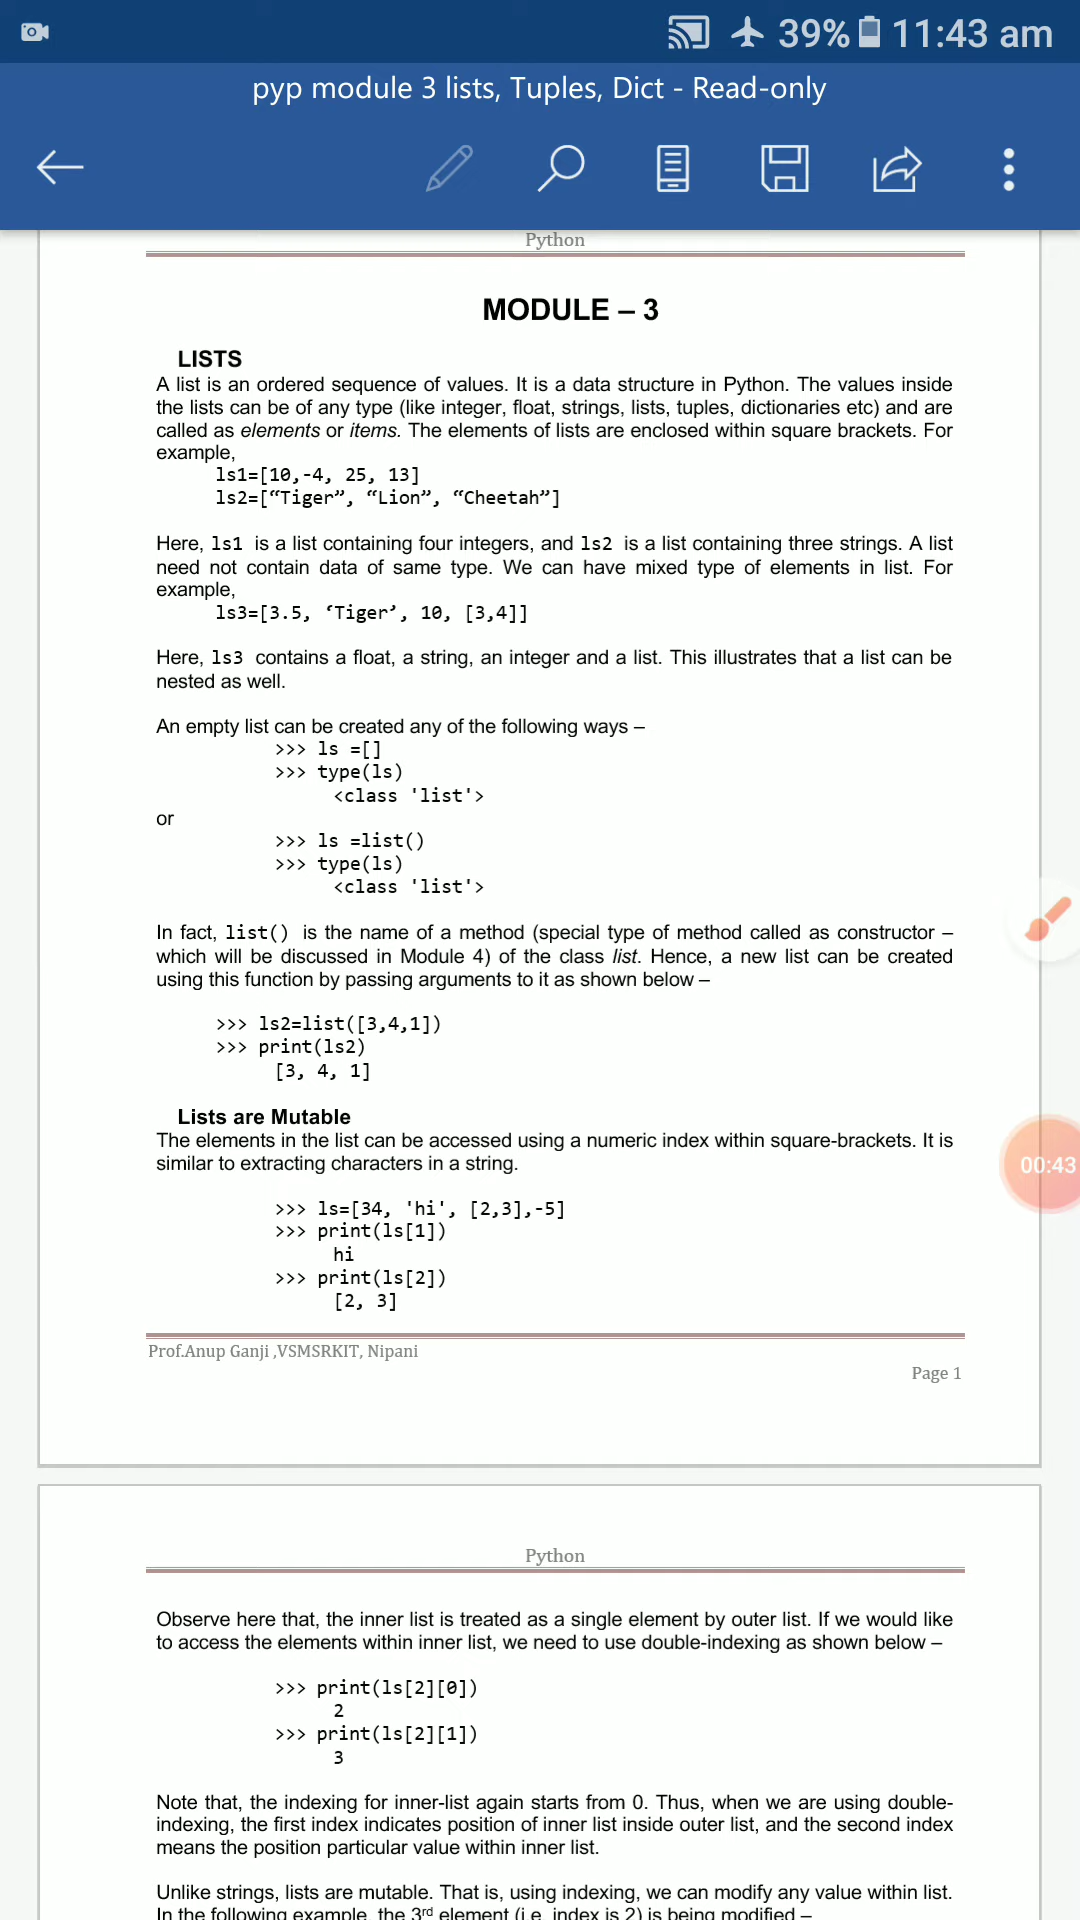 39% 11:43 am
pyp module 3 lists, Tuples, Dict - Read-only
Python
MODULE – 3
LISTS
A list is an ordered sequence of values. It is a data structure in Python. The values inside
the lists can be of any type (like integer, float, strings, lists, tuples, dictionaries etc) and are
called as elements or items. The elements of lists are enclosed within square brackets. For
example,
ls1=[10,-4, 25, 13]
ls2=[“Tiger”, “Lion”, “Cheetah”]
Here, ls1 is a list containing four integers, and ls2 is a list containing three strings. A list
need not contain data of same type. We can have mixed type of elements in list. For
example,
ls3=[3.5, ‘Tiger’, 10, [3,4]]
Here, ls3 contains a float, a string, an integer and a list. This illustrates that a list can be
nested as well.
An empty list can be created any of the following ways –
>>> ls =[]
>>> type(ls)
<class 'list'>
or
>>> ls =list()
>>> type(ls)
<class 'list'>
In fact, list() is the name of a method (special type of method called as constructor –
which will be discussed in Module 4) of the class list. Hence, a new list can be created
using this function by passing arguments to it as shown below –
>>> ls2=list([3,4,1])
>>> print(ls2)
[3, 4, 1]
Lists are Mutable
The elements in the list can be accessed using a numeric index within square-brackets. It is
similar to extracting characters in a string.
00:43
>>> ls=[34, 'hi', [2,3],-5]
>>> print(ls[1])
hi
>>> print(ls[2])
[2, 3]
Prof.Anup Ganji ,VSMSRKIT, Nipani
Page 1
Python
Observe here that, the inner list is treated as a single element by outer list. If we would like
to access the elements within inner list, we need to use double-indexing as shown below –
>>> print(ls[2][0])
2
>>> print(ls[2][1])
3
Note that, the indexing for inner-list again starts from 0. Thus, when we are using double-
indexing, the first index indicates position of inner list inside outer list, and the second index
means the position particular value within inner list.
Unlike strings, lists are mutable. That is, using indexing, we can modify any value within list.
In the following example, the 3rd element (i.e. index is 2) is being modified –